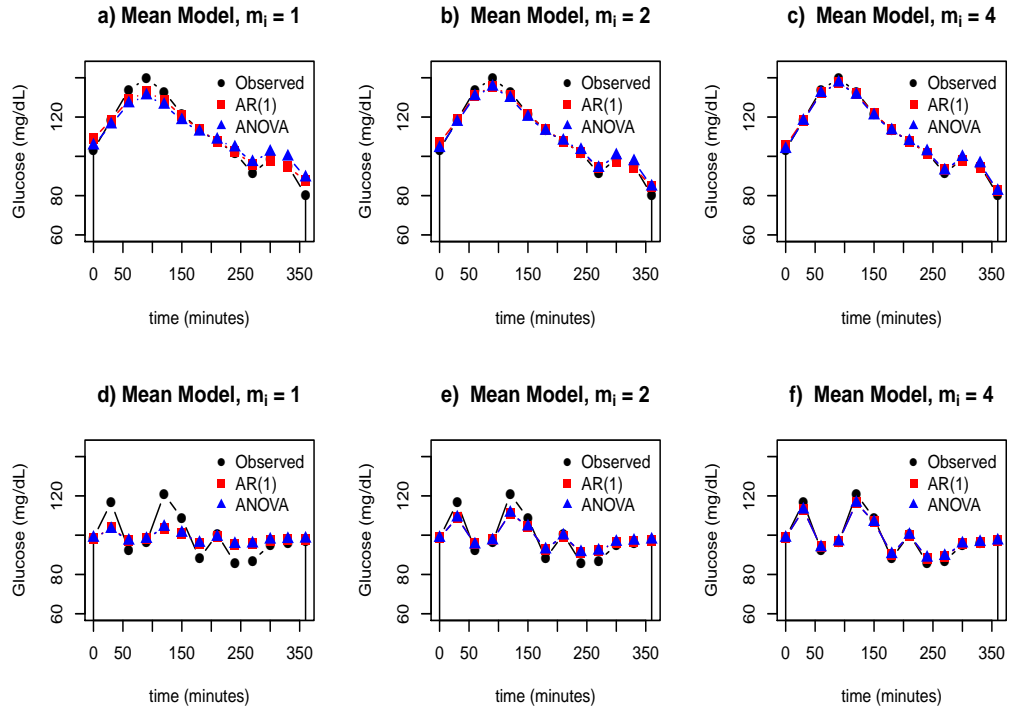 a) Mean Model, mᵢ = 1
Glucose (mg/dL)
60 80 120
Observed
AR(1)
ANOVA
0 50 150 250 350
time (minutes)
b) Mean Model, mᵢ = 2
Glucose (mg/dL)
60 80 120
Observed
AR(1)
ANOVA
0 50 150 250 350
time (minutes)
c) Mean Model, mᵢ = 4
Glucose (mg/dL)
60 80 120
Observed
AR(1)
ANOVA
0 50 150 250 350
time (minutes)
d) Mean Model, mᵢ = 1
Glucose (mg/dL)
60 80 120
Observed
AR(1)
ANOVA
0 50 150 250 350
time (minutes)
e) Mean Model, mᵢ = 2
Glucose (mg/dL)
60 80 120
Observed
AR(1)
ANOVA
0 50 150 250 350
time (minutes)
f) Mean Model, mᵢ = 4
Glucose (mg/dL)
60 80 120
Observed
AR(1)
ANOVA
0 50 150 250 350
time (minutes)